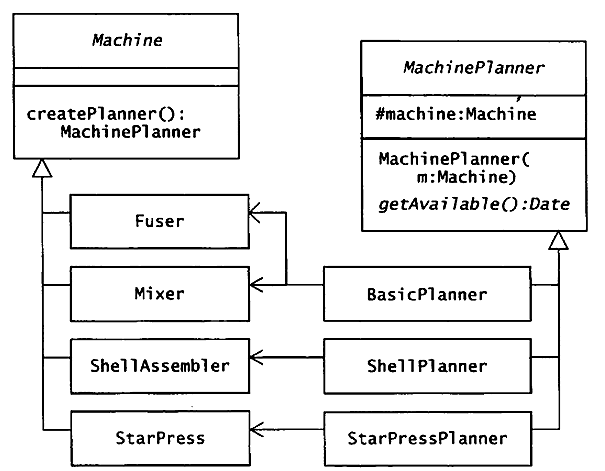 Machine
createPlanner():
MachinePlanner
MachinePlanner
#machine:Machine
MachinePlanner(
m:Machine)
getAvailable():Date
Fuser
Mixer
BasicPlanner
ShellAssembler
ShellPlanner
StarPress
StarPressPlanner